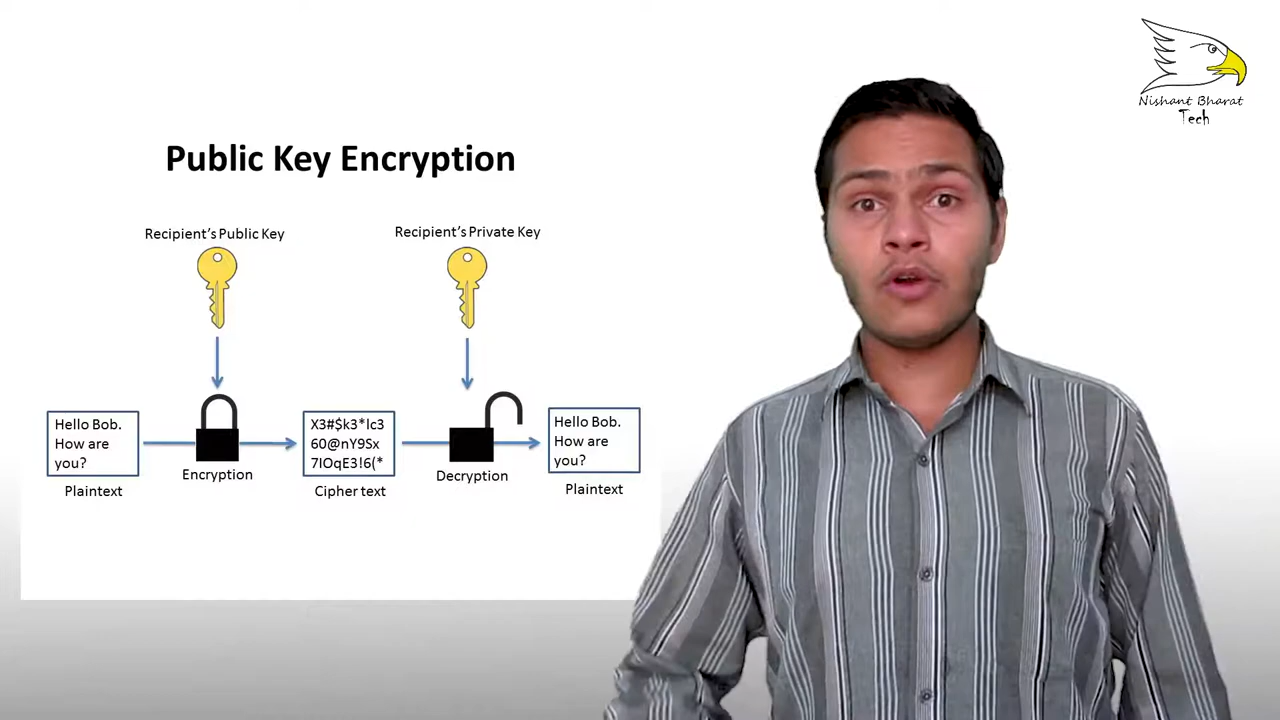 Nishant Bharat
Tech
Public Key Encryption
Recipient's Public Key
Recipient's Private Key
Hello Bob.
How are
you?
Plaintext
Encryption
X3#$k3*Ic3
60@nY9Sx
7IOqE3!6(*
Cipher text
Decryption
Hello Bob.
How are
you?
Plaintext